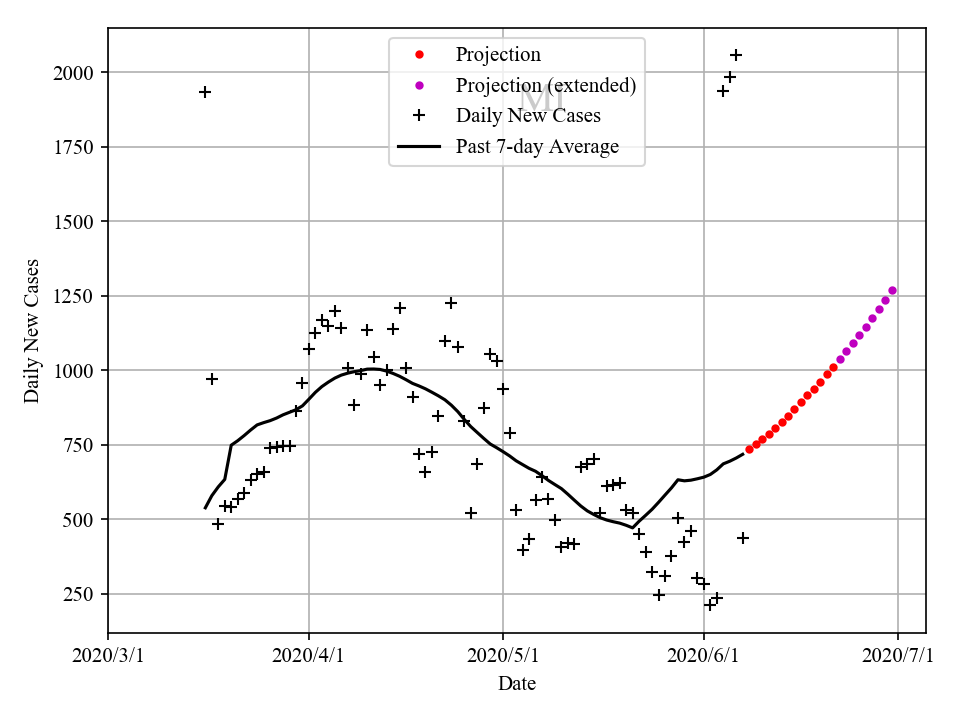 MI
Projection
Projection (extended)
Daily New Cases
Past 7-day Average
Daily New Cases
2000
1750
1500
1250
1000
750
500
250
2020/3/1
2020/4/1
2020/5/1
2020/6/1
2020/7/1
Date